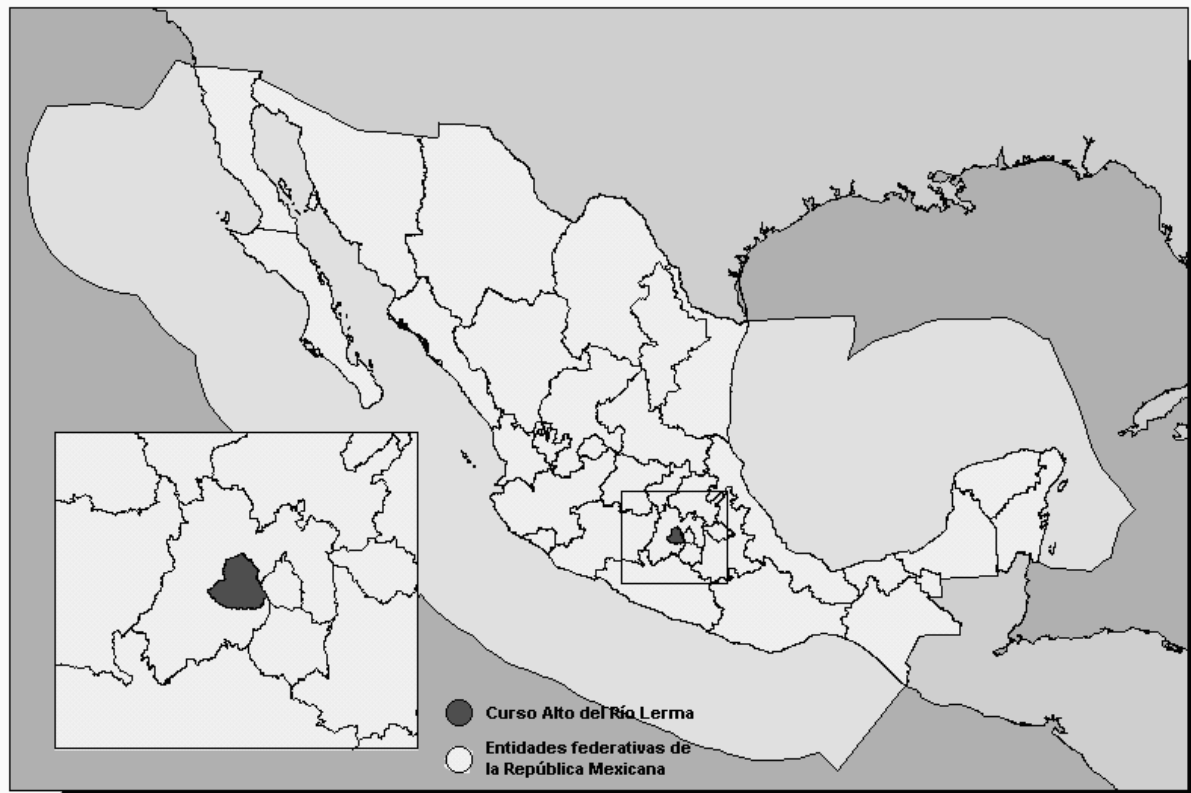 Curso Alto del Río Lerma
Entidades federativas de
la República Mexicana